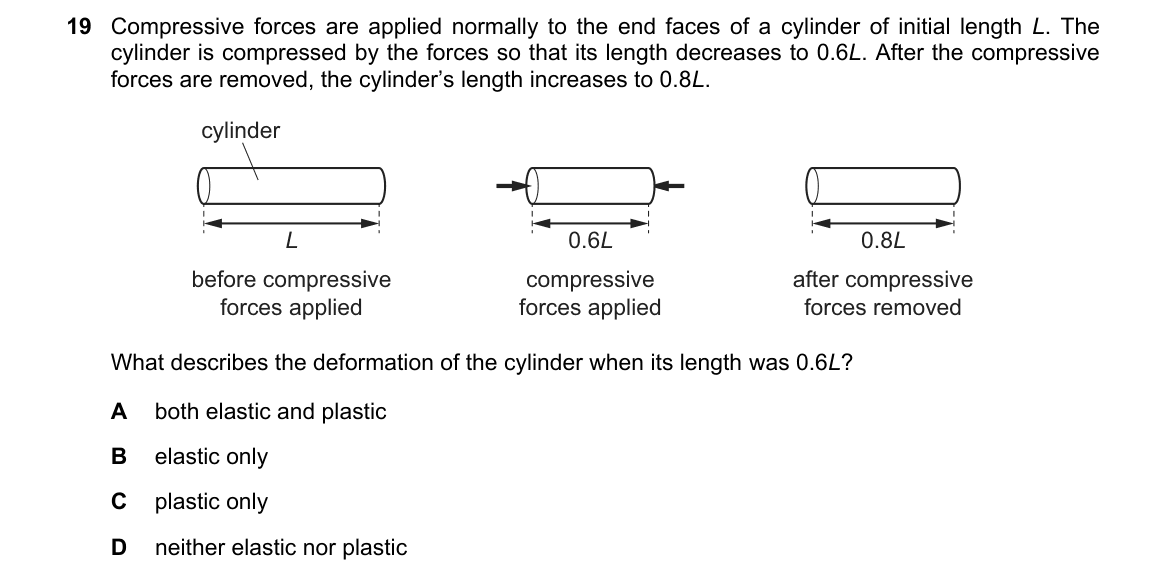 19 Compressive forces are applied normally to the end faces of a cylinder of initial length L. The
cylinder is compressed by the forces so that its length decreases to 0.6L. After the compressive
forces are removed, the cylinder's length increases to 0.8L.
cylinder
L
0.6L
0.8L
before compressive
forces applied
compressive
forces applied
after compressive
forces removed
What describes the deformation of the cylinder when its length was 0.6L?
A both elastic and plastic
B elastic only
C plastic only
D neither elastic nor plastic